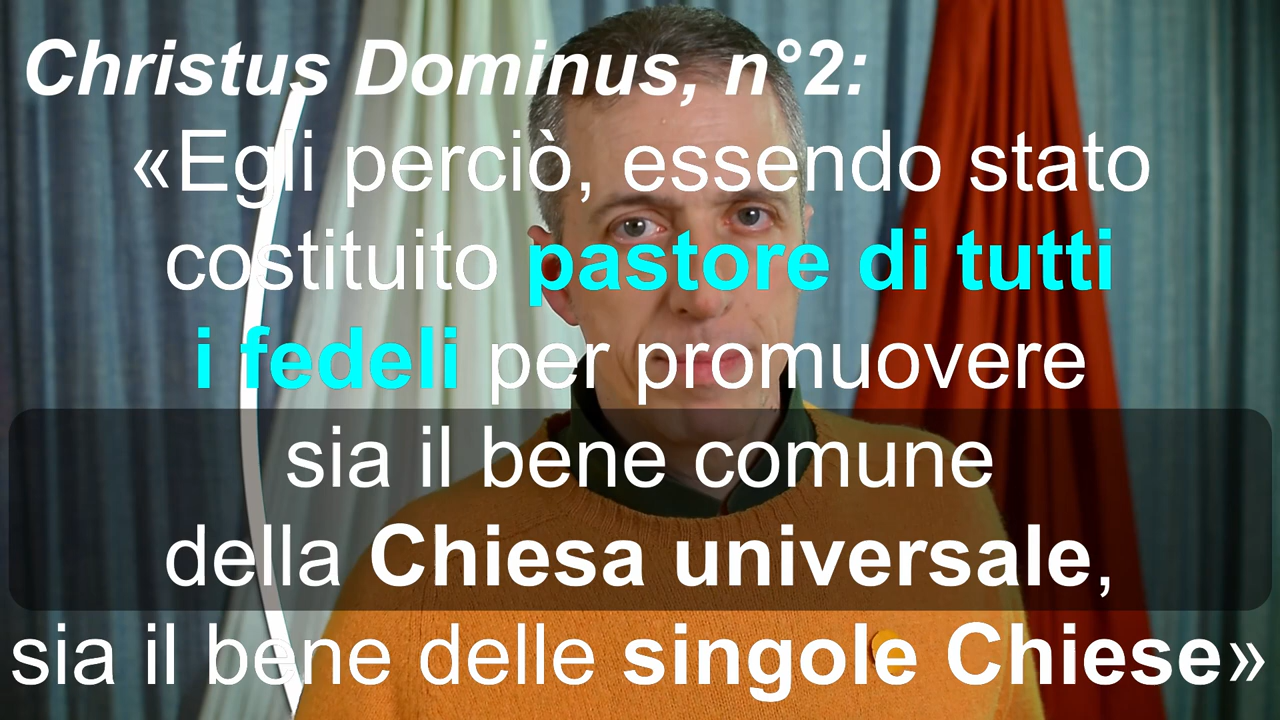 Christus Dominus, n°2:
«Egli perciò, essendo stato
costituito pastore di tutti
i fedeli per promuovere
sia il bene comune
della Chiesa universale,
sia il bene delle singole Chiese»